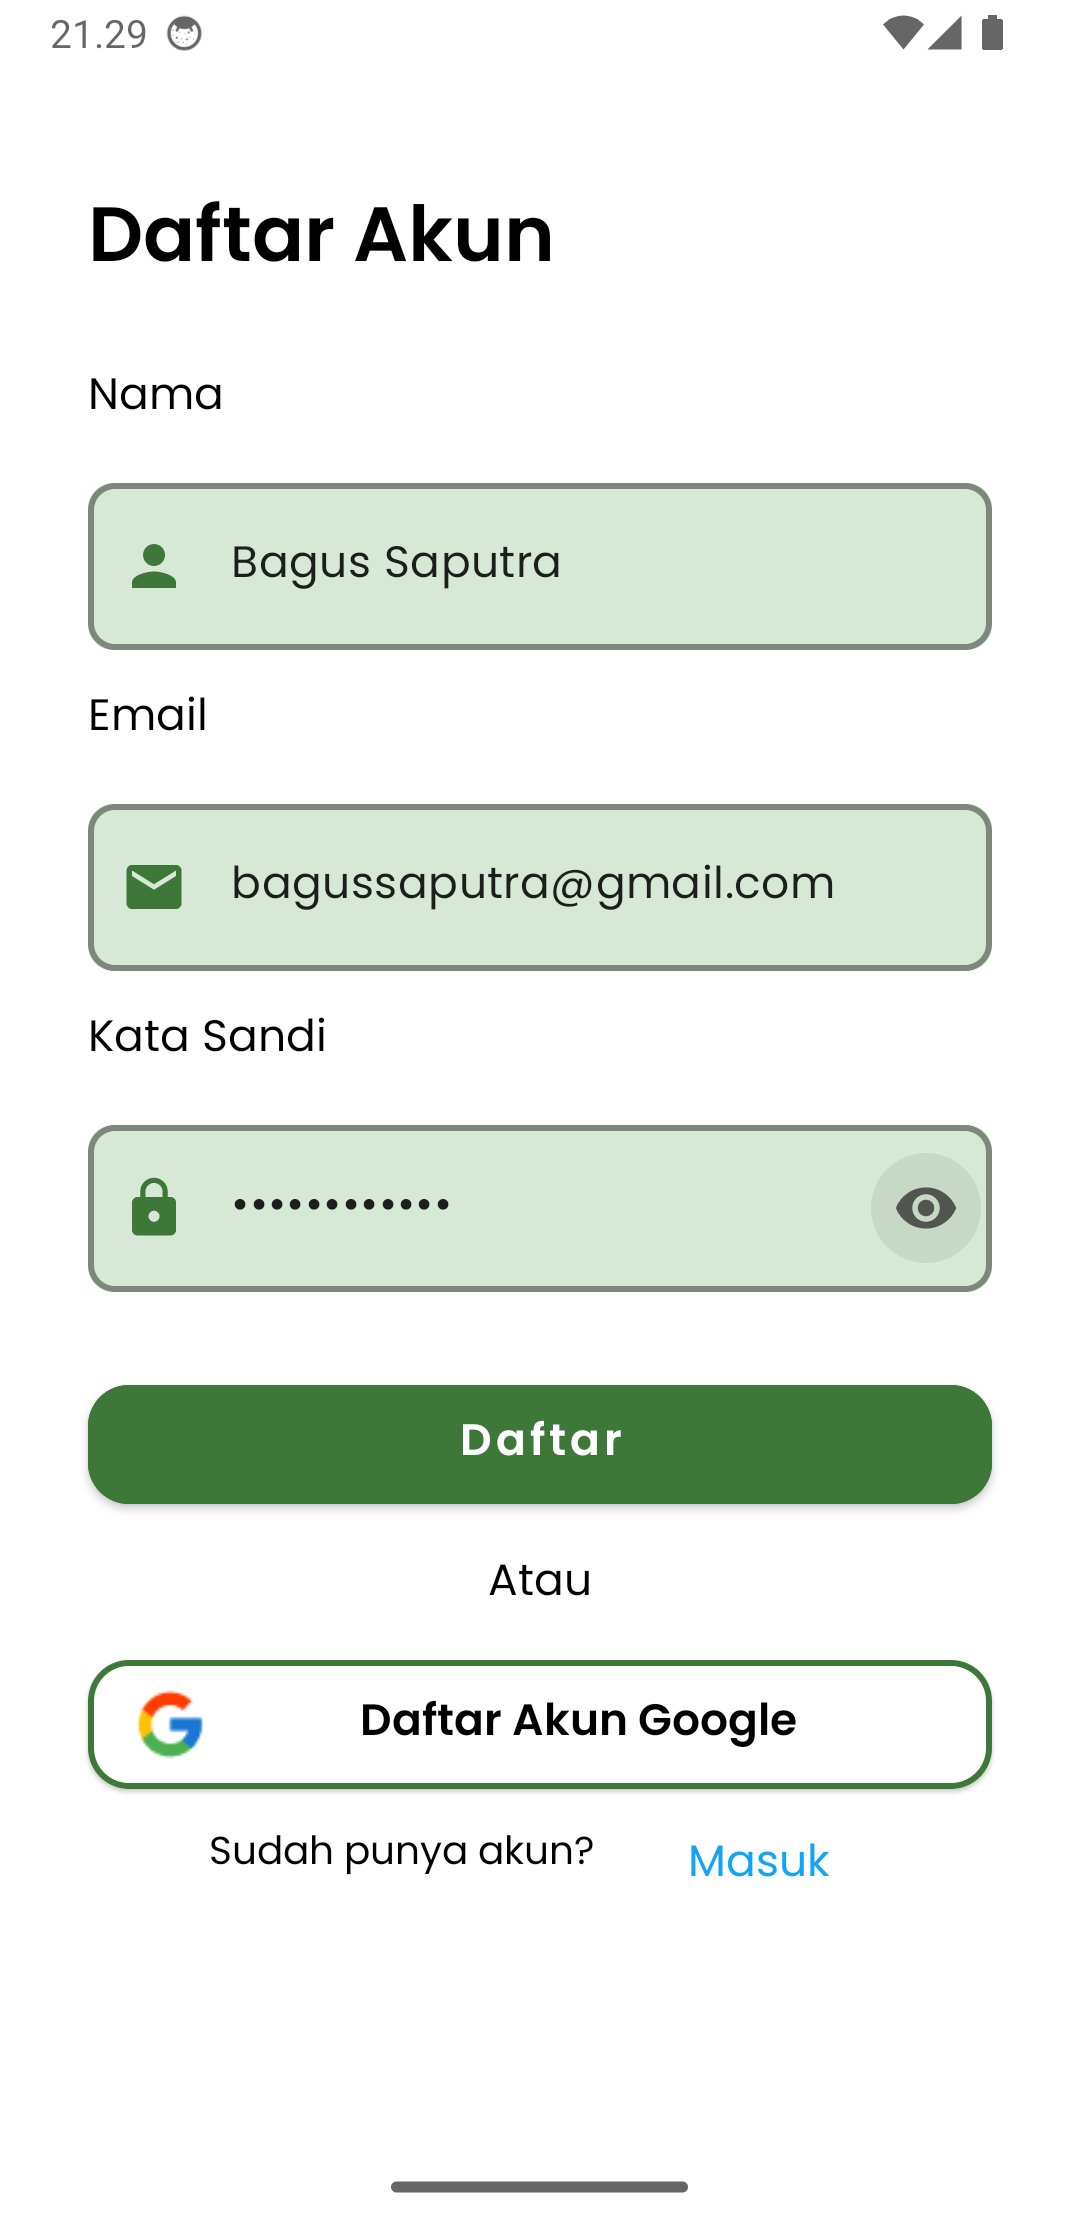 21.29
Daftar Akun
Nama
Bagus Saputra
Email
bagussaputra@gmail.com
Kata Sandi
••••••••••••
Daftar
Atau
Daftar Akun Google
Sudah punya akun? Masuk